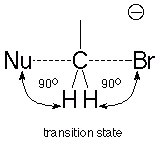 ⊖
Nu C Br
90° 90°
H H
transition state